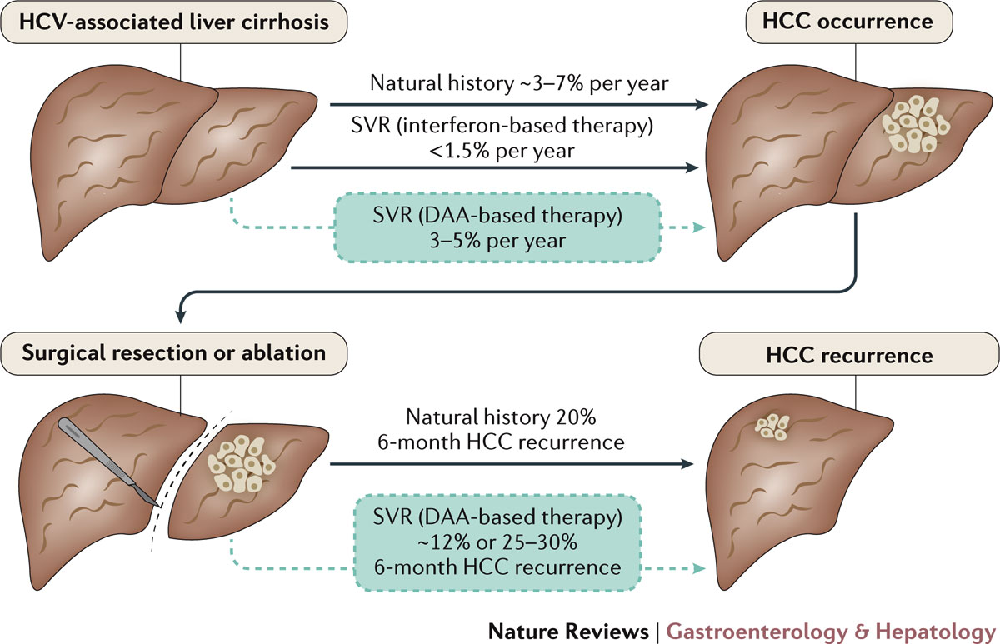 HCV-associated liver cirrhosis
HCC occurrence
Natural history ~3–7% per year
SVR (interferon-based therapy)
<1.5% per year
SVR (DAA-based therapy)
3–5% per year
Surgical resection or ablation
HCC recurrence
Natural history 20%
6-month HCC recurrence
SVR (DAA-based therapy)
~12% or 25–30%
6-month HCC recurrence
Nature Reviews | Gastroenterology & Hepatology